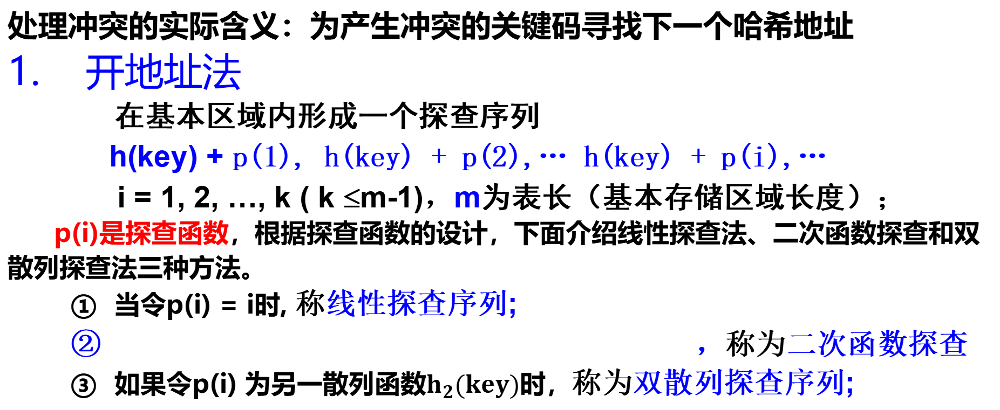 处理冲突的实际含义：为产生冲突的关键码寻找下一个哈希地址
1. 开地址法
在基本区域内形成一个探查序列
h(key) + p(1), h(key) + p(2),… h(key) + p(i),…
i = 1, 2, …, k ( k ≤m-1)，m为表长（基本存储区域长度）；
p(i)是探查函数，根据探查函数的设计，下面介绍线性探查法、二次函数探查和双
散列探查法三种方法。
① 当令p(i) = i时, 称线性探查序列;
② ，称为二次函数探查
③ 如果令p(i) 为另一散列函数h₂(key)时，称为双散列探查序列;